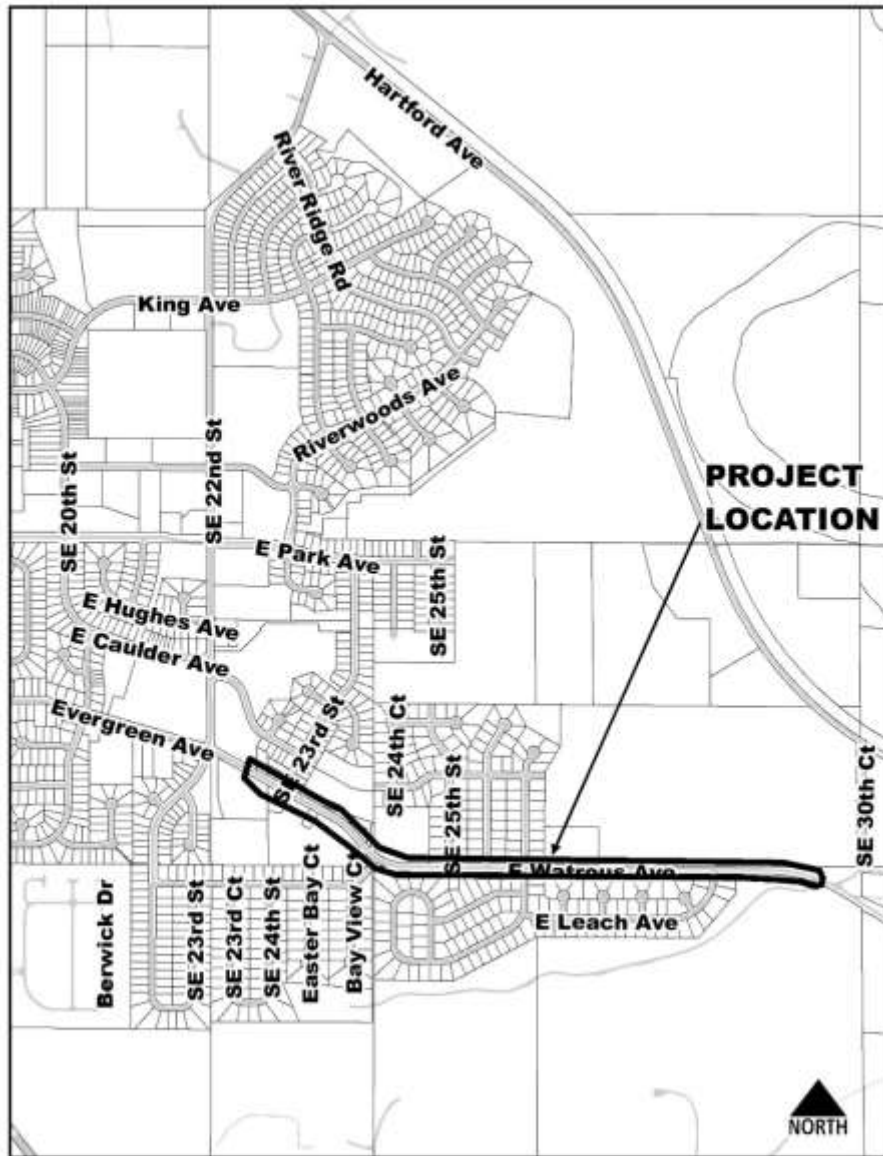 Hartford Ave
River Ridge Rd
King Ave
Riverwoods Ave
SE 20th St
SE 22nd St
PROJECT
LOCATION
E Park Ave
SE 25th St
E Hughes Ave
E Caulder Ave
Evergreen Ave
SE 23rd St
SE 24th Ct
SE 25th St
SE 30th Ct
E Watrous Ave
E Leach Ave
Berwick Dr
SE 23rd St
SE 23rd Ct
SE 24th St
Easter Bay Ct
Bay View Ct
NORTH